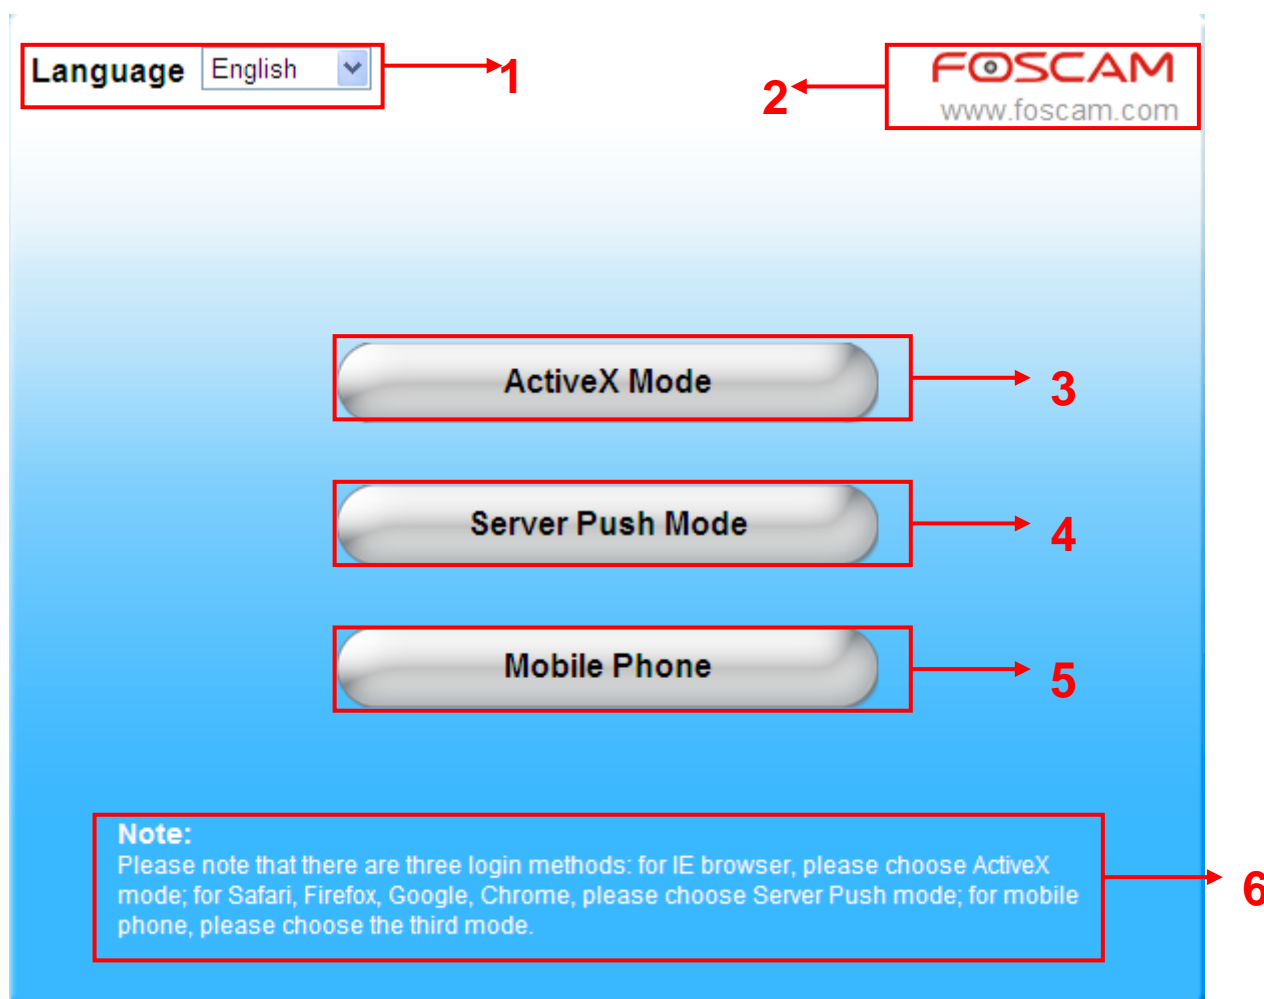 Language English 1
2 FOSCAM
www.foscam.com
ActiveX Mode 3
Server Push Mode 4
Mobile Phone 5
Note:
Please note that there are three login methods: for IE browser, please choose ActiveX
mode; for Safari, Firefox, Google, Chrome, please choose Server Push mode; for mobile
phone, please choose the third mode.
6